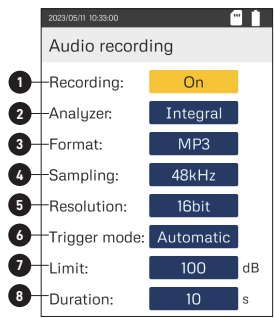 2023/05/11 10:33:00
Audio recording
1 Recording: On
2 Analyzer: Integral
3 Format: MP3
4 Sampling: 48kHz
5 Resolution: 16bit
6 Trigger mode: Automatic
7 Limit: 100 dB
8 Duration: 10 s